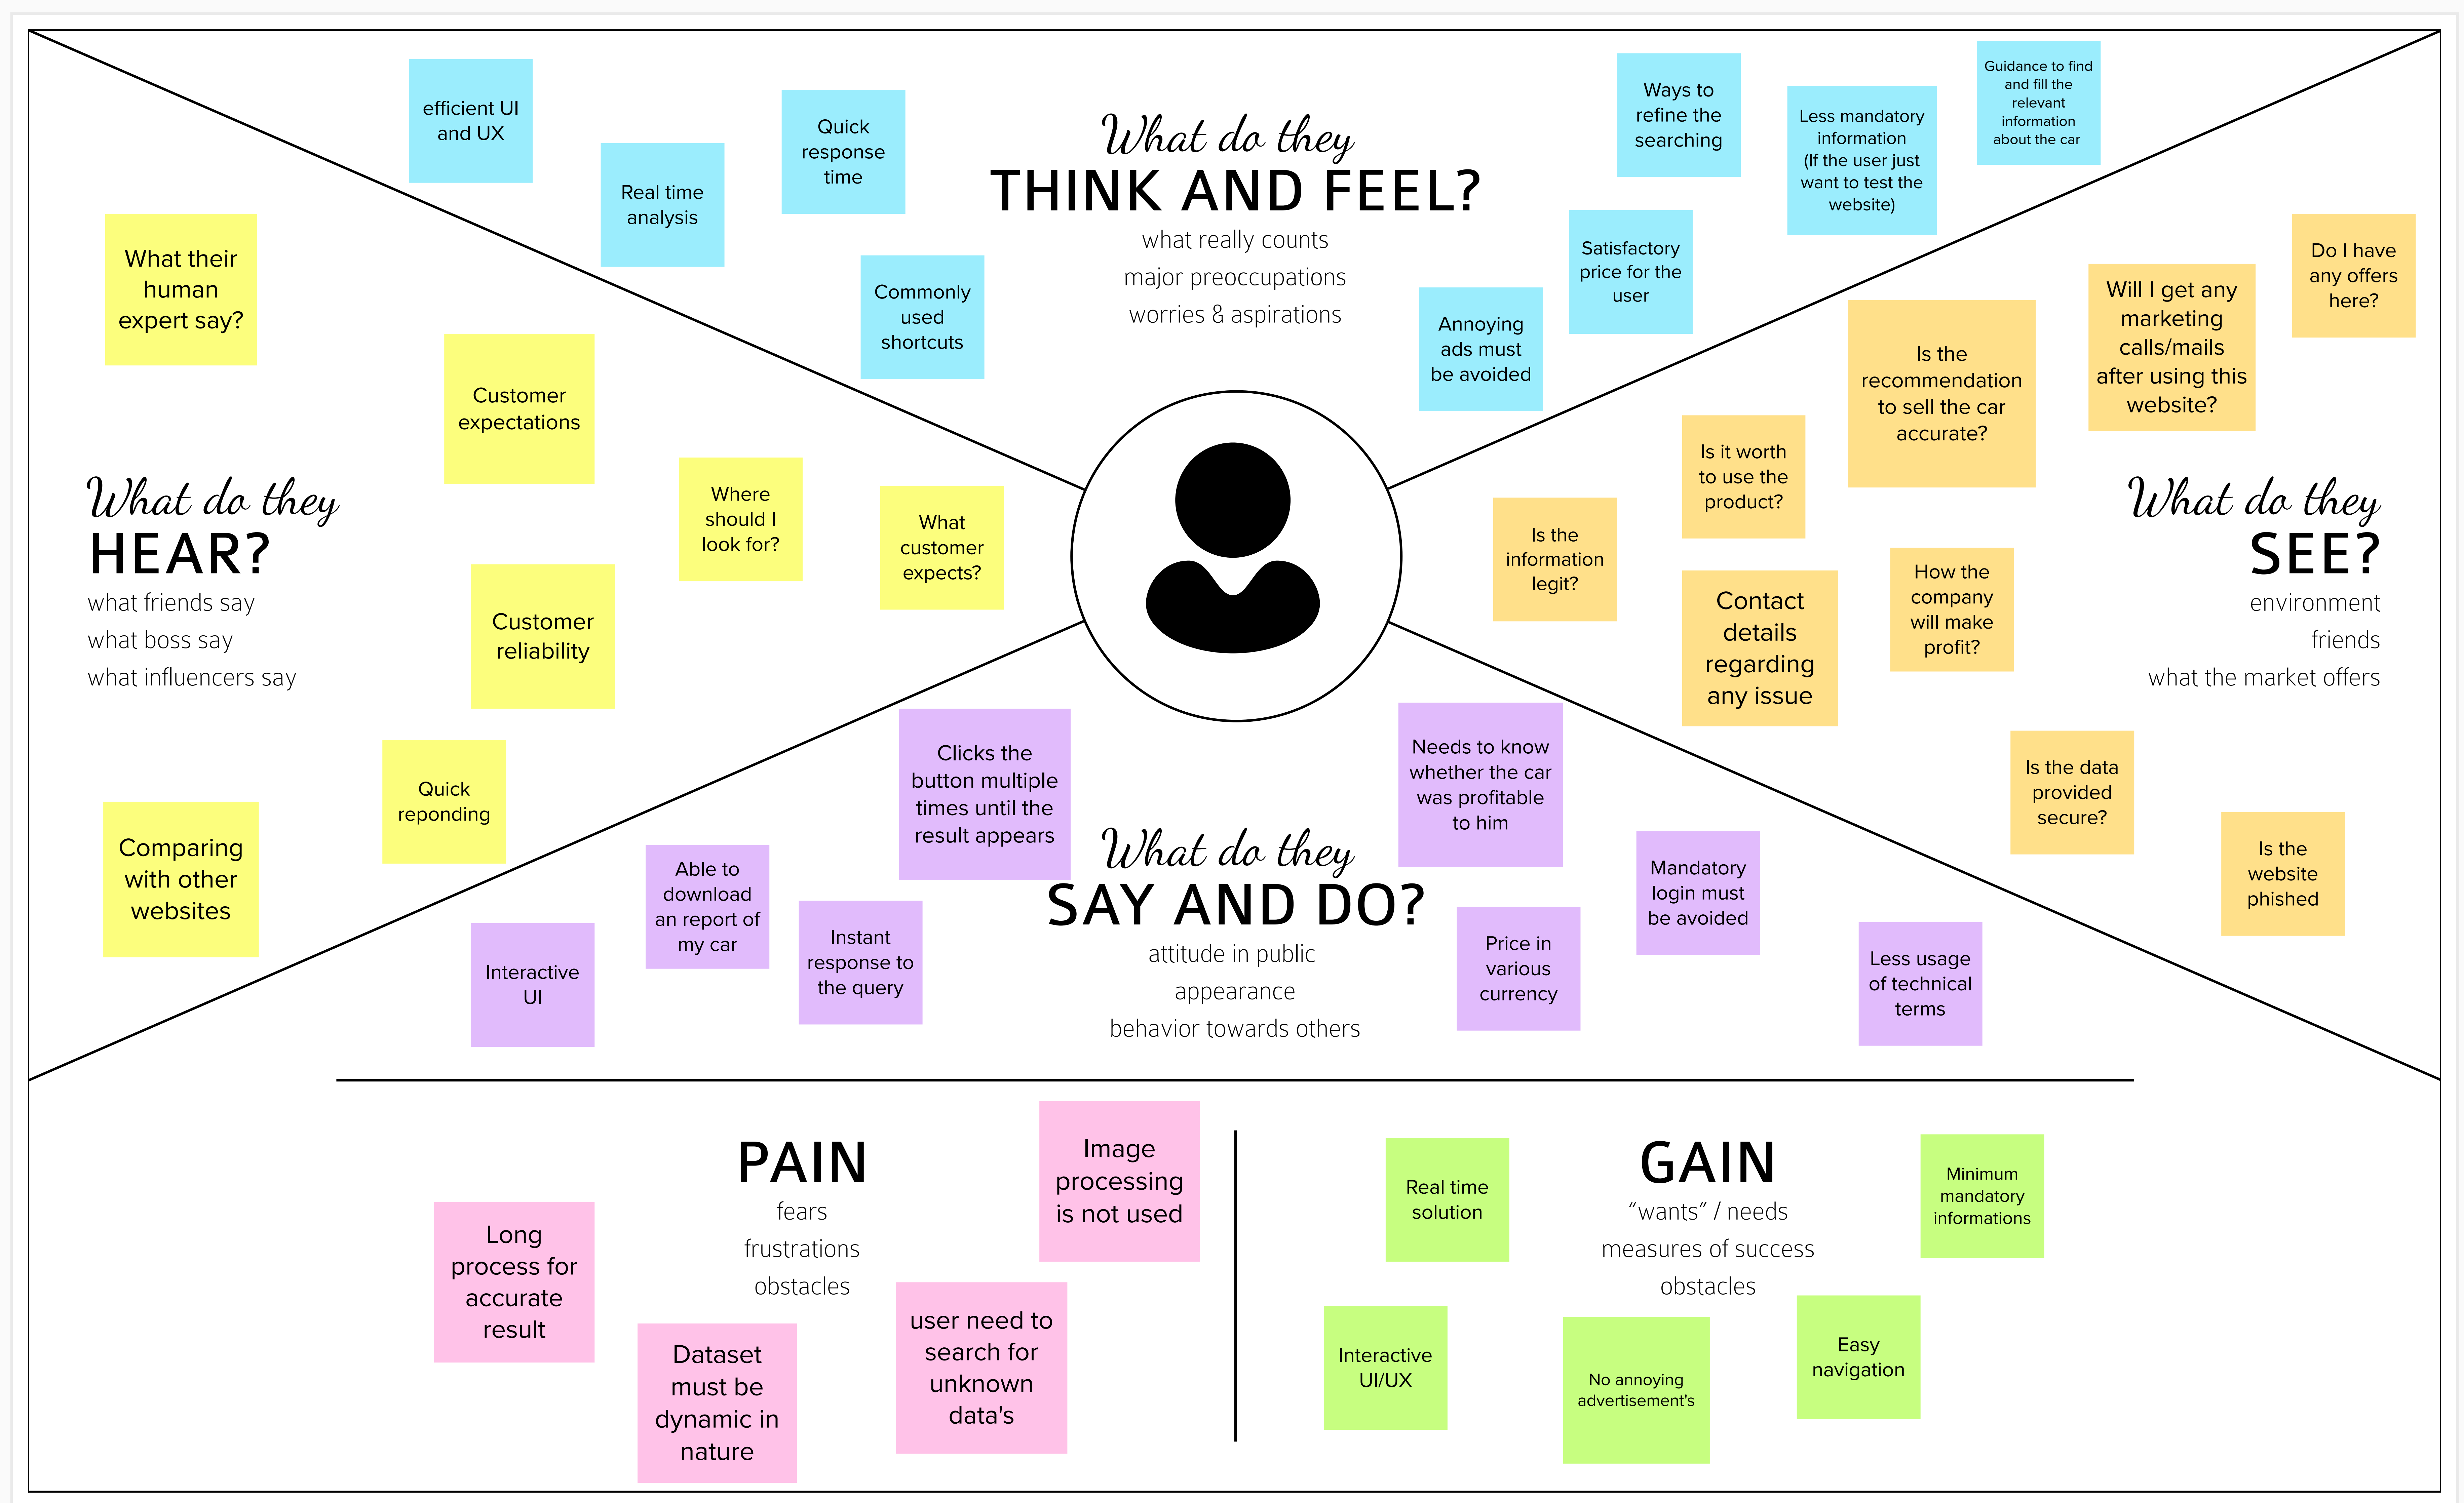 efficient UI
and UX
Real time
analysis
Quick
response
time
Commonly
used
shortcuts
What do they
THINK AND FEEL?
what really counts
major preoccupations
worries & aspirations
Ways to
refine the
searching
Less mandatory
information
(If the user just
want to test the
website)
Guidance to find
and fill the
relevant
information
about the car
Satisfactory
price for the
user
Annoying
ads must
be avoided
What their
human
expert say?
Customer
expectations
Where
should I
look for?
What
customer
expects?
What do they
HEAR?
what friends say
what boss say
what influencers say
Customer
reliability
Quick
reponding
Comparing
with other
websites
Do I have
any offers
here?
Will I get any
marketing
calls/mails
after using this
website?
Is the
recommendation
to sell the car
accurate?
Is it worth
to use the
product?
Is the
information
legit?
What do they
SEE?
environment
friends
what the market offers
How the
company
will make
profit?
Contact
details
regarding
any issue
Is the data
provided
secure?
Is the
website
phished
Clicks the
button multiple
times until the
result appears
Able to
download
an report of
my car
Instant
response to
the query
Interactive
UI
What do they
SAY AND DO?
attitude in public
appearance
behavior towards others
Needs to know
whether the car
was profitable
to him
Mandatory
login must
be avoided
Price in
various
currency
Less usage
of technical
terms
PAIN
fears
frustrations
obstacles
Image
processing
is not used
Long
process for
accurate
result
Dataset
must be
dynamic in
nature
user need to
search for
unknown
data's
GAIN
“wants” / needs
measures of success
obstacles
Real time
solution
Minimum
mandatory
informations
Interactive
UI/UX
No annoying
advertisement's
Easy
navigation